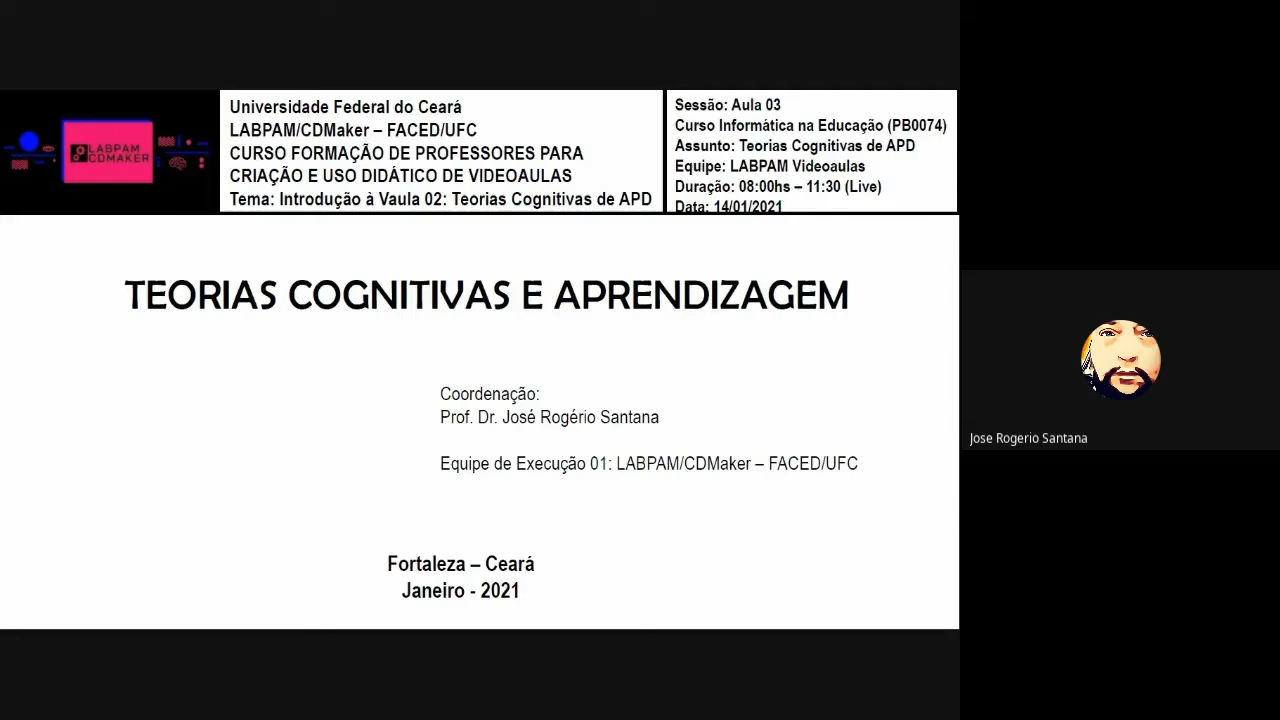 LABPAM
CDMAKER
Universidade Federal do Ceará
LABPAM/CDMaker – FACED/UFC
CURSO FORMAÇÃO DE PROFESSORES PARA
CRIAÇÃO E USO DIDÁTICO DE VIDEOAULAS
Tema: Introdução à Vaula 02: Teorias Cognitivas de APD
Sessão: Aula 03
Curso Informática na Educação (PB0074)
Assunto: Teorias Cognitivas de APD
Equipe: LABPAM Videoaulas
Duração: 08:00hs – 11:30 (Live)
Data: 14/01/2021
TEORIAS COGNITIVAS E APRENDIZAGEM
Coordenação:
Prof. Dr. José Rogério Santana
Equipe de Execução 01: LABPAM/CDMaker – FACED/UFC
Fortaleza – Ceará
Janeiro - 2021
Jose Rogerio Santana